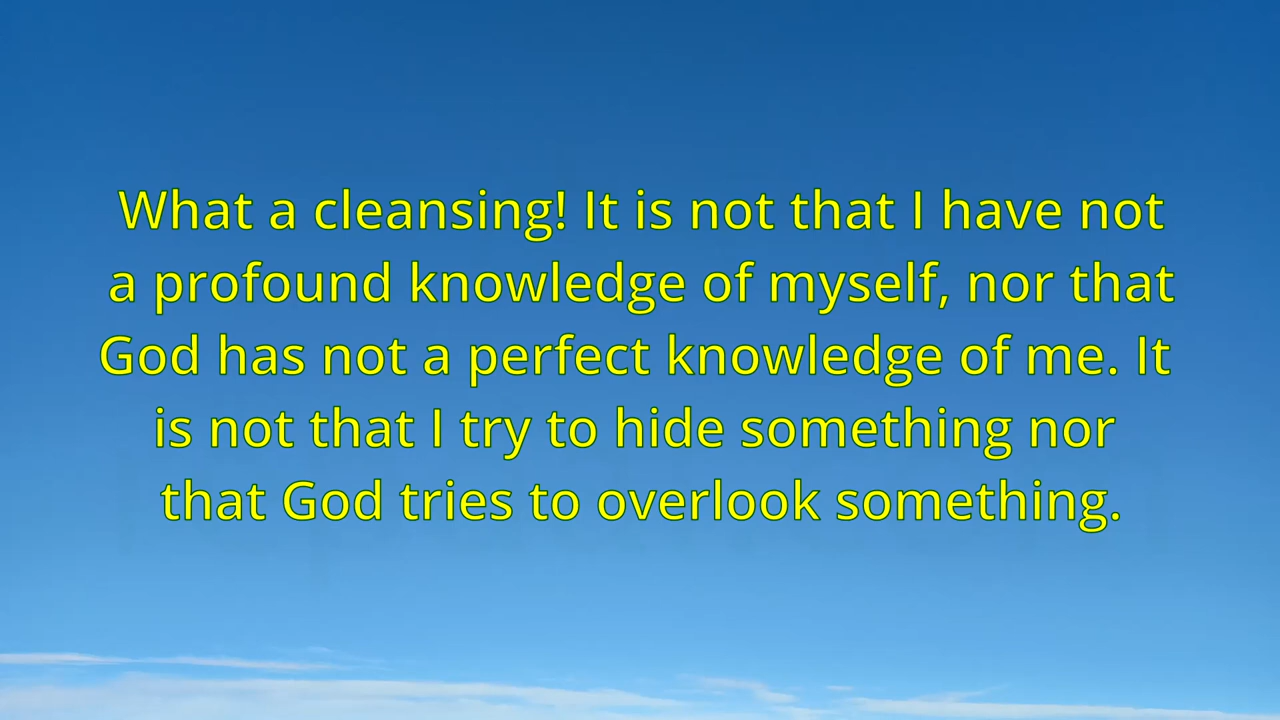 What a cleansing! It is not that I have not
a profound knowledge of myself, nor that
God has not a perfect knowledge of me. It
is not that I try to hide something nor
that God tries to overlook something.